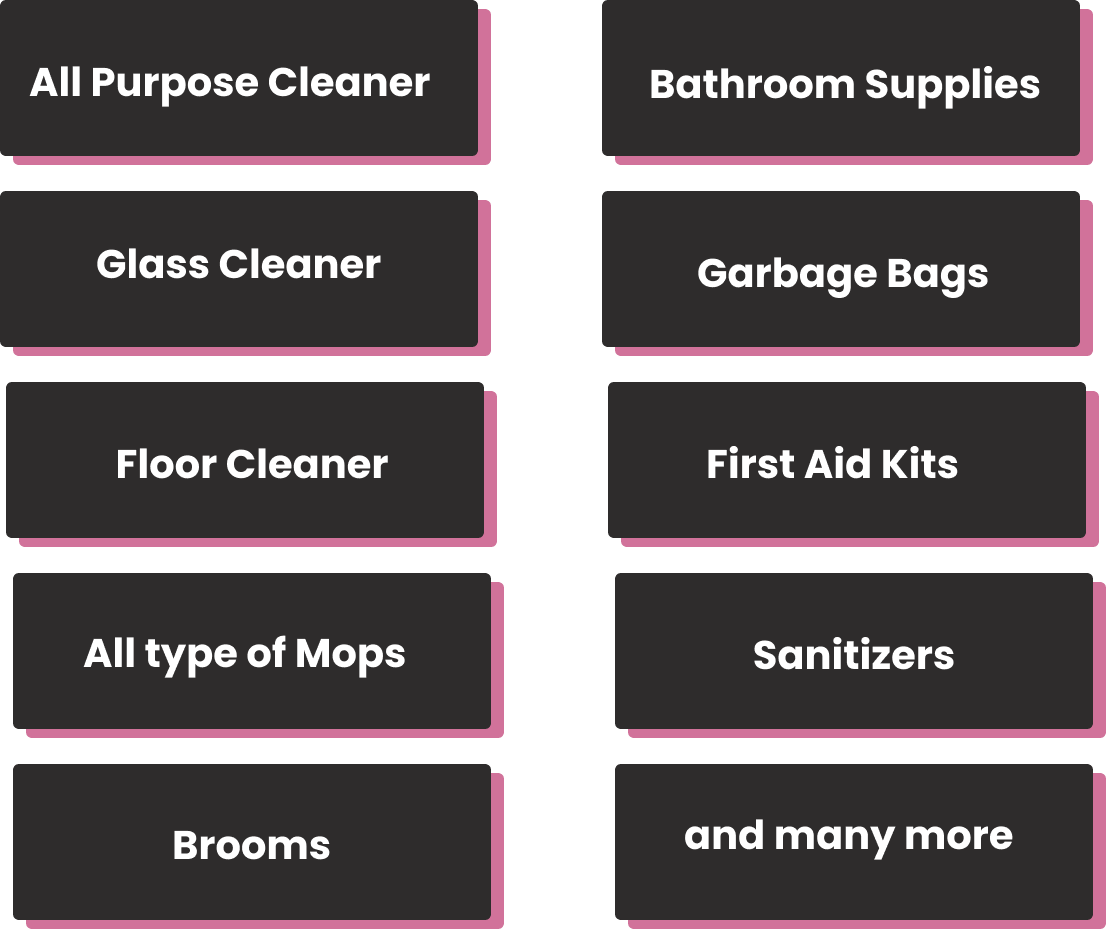 All Purpose Cleaner
Bathroom Supplies
Glass Cleaner
Garbage Bags
Floor Cleaner
First Aid Kits
All type of Mops
Sanitizers
Brooms
and many more